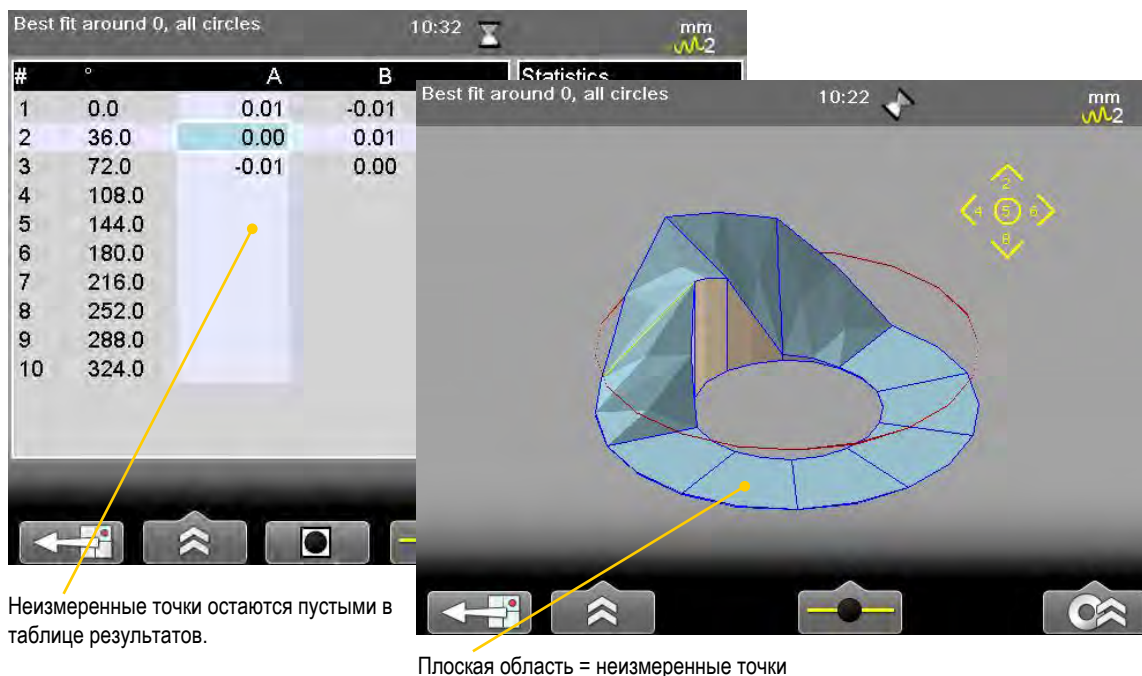 Best fit around 0, all circles 10:32 mm
2
# ° A B Statistics
1 0.0 0.01 -0.01
2 36.0 0.00 0.01
3 72.0 -0.01 0.00
4 108.0
5 144.0
6 180.0
7 216.0
8 252.0
9 288.0
10 324.0
Best fit around 0, all circles 10:22 mm
2
2
4 5 6
8
Неизмеренные точки остаются пустыми в
таблице результатов.
Плоская область = неизмеренные точки